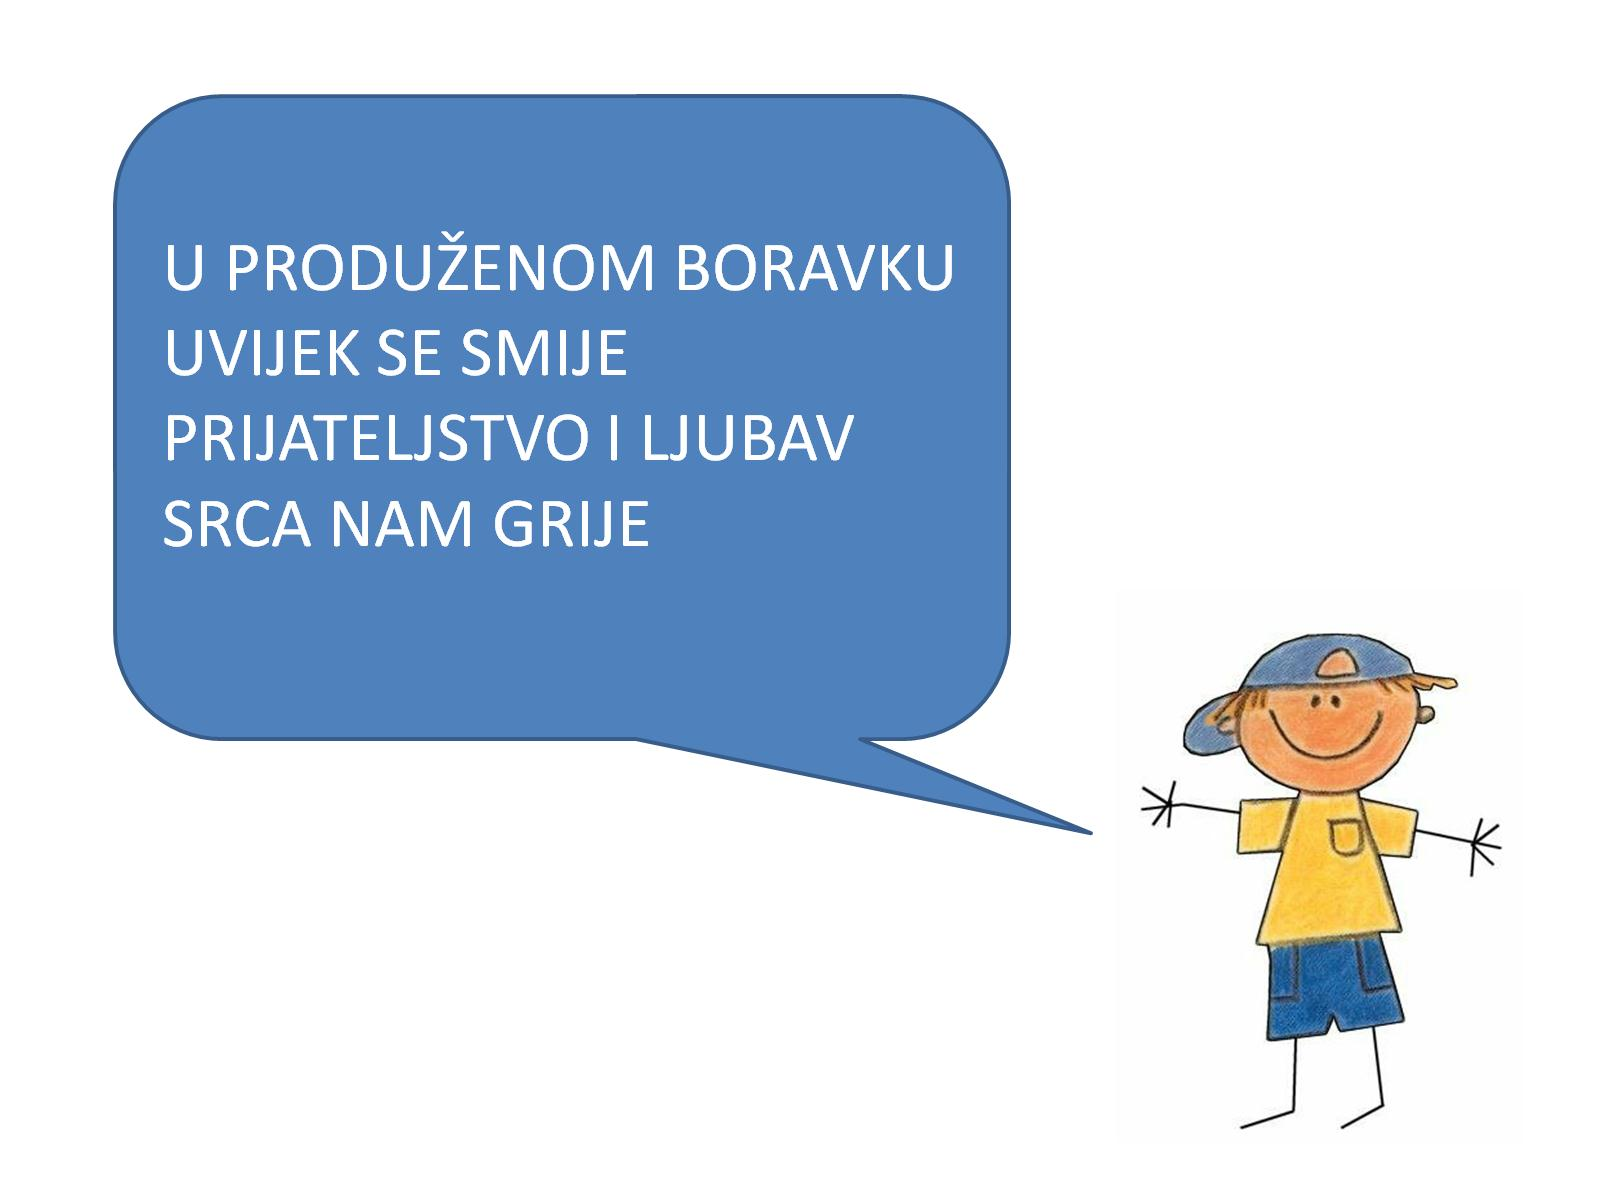 U PRODUŽENOM BORAVKU
UVIJEK SE SMIJE
PRIJATELJSTVO I LJUBAV
SRCA NAM GRIJE